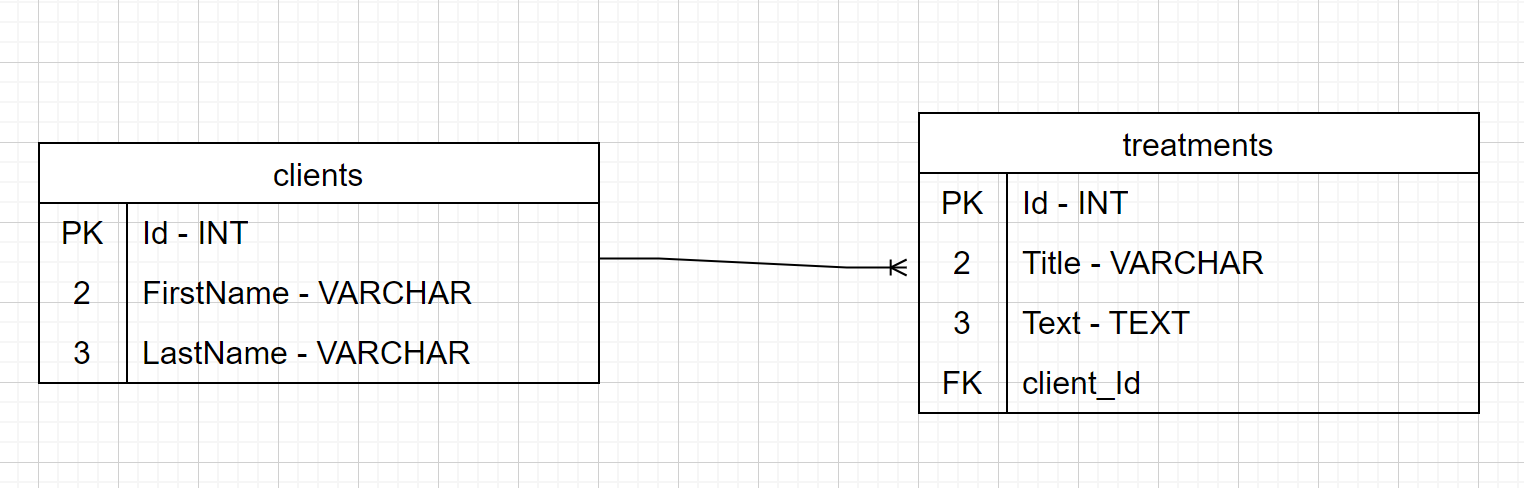 clients
PK Id - INT
2 FirstName - VARCHAR
3 LastName - VARCHAR
treatments
PK Id - INT
2 Title - VARCHAR
3 Text - TEXT
FK client_Id